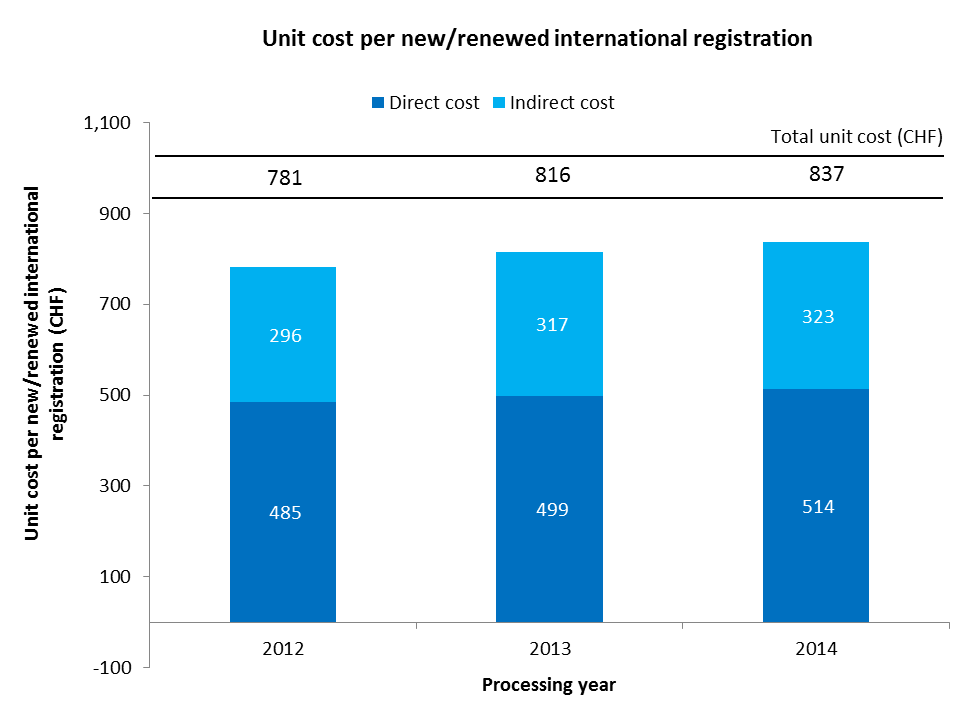 Unit cost per new/renewed international registration
Direct cost Indirect cost
Total unit cost (CHF)
781 816 837
1,100
900
700
500
300
100
-100
Unit cost per new/renewed international
registration (CHF)
296 317 323
485 499 514
2012 2013 2014
Processing year